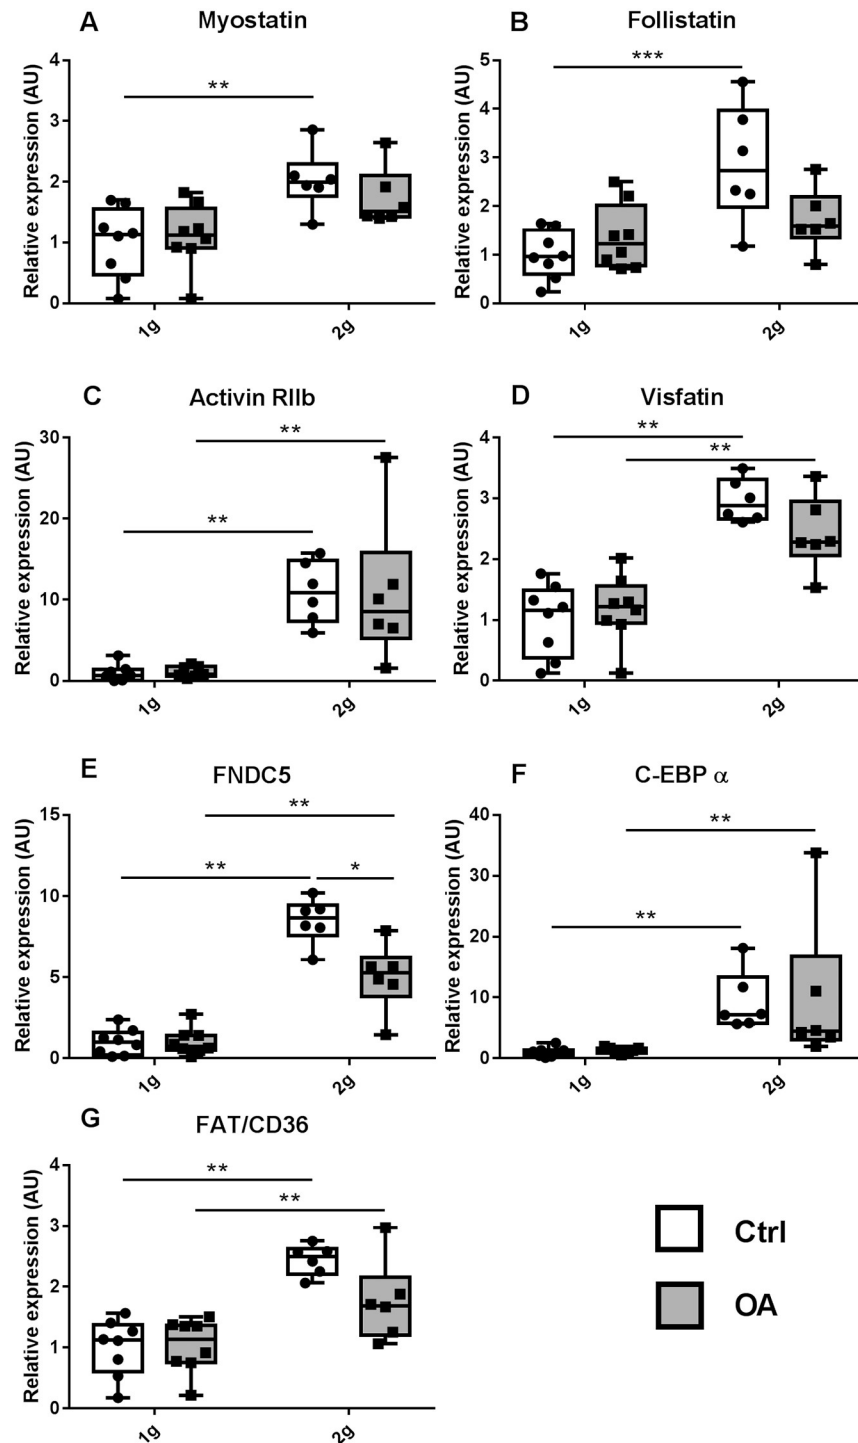 A Myostatin
Relative expression (AU)
4
3
2
1
0
**
1g 2g
B Follistatin
Relative expression (AU)
5
4
3
2
1
0
***
1g 2g
C Activin RIIb
Relative expression (AU)
30
20
10
0
**
**
1g 2g
D Visfatin
Relative expression (AU)
4
3
2
1
0
**
**
1g 2g
E FNDC5
Relative expression (AU)
15
10
5
0
**
**
*
1g 2g
F C-EBP α
Relative expression (AU)
40
30
20
10
0
**
**
1g 2g
G FAT/CD36
Relative expression (AU)
4
3
2
1
0
**
**
1g 2g
Ctrl
OA